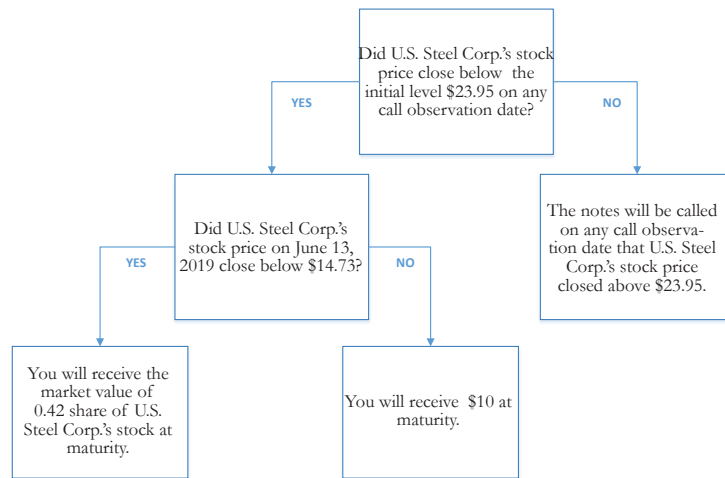 Did U.S. Steel Corp.'s stock
price close below the
initial level $23.95 on any
call observation date?
YES
NO
Did U.S. Steel Corp.'s
stock price on June 13,
2019 close below $14.73?
The notes will be called
on any call observa-
tion date that U.S. Steel
Corp.'s stock price
closed above $23.95.
YES
NO
You will receive the
market value of
0.42 share of U.S.
Steel Corp.'s stock at
maturity.
You will receive $10 at
maturity.